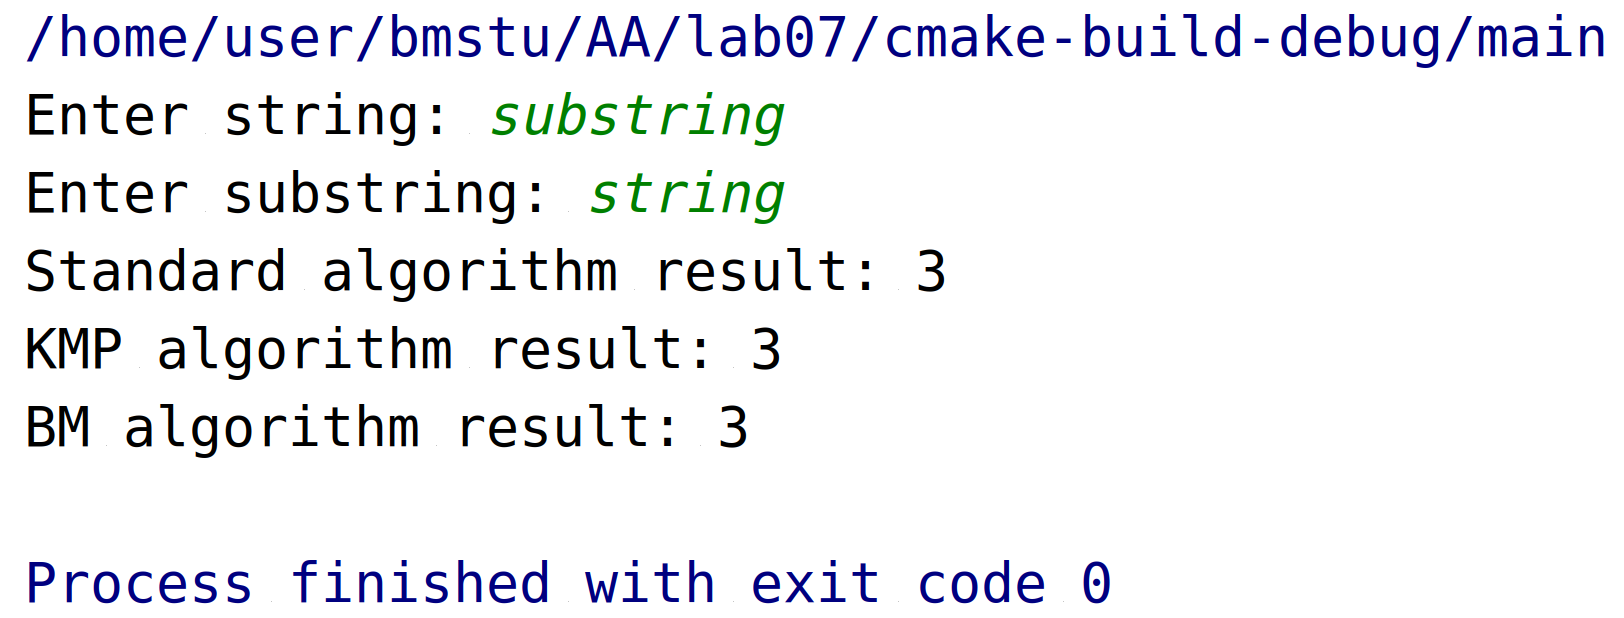 /home/user/bmstu/AA/lab07/cmake-build-debug/main
Enter string: substring
Enter substring: string
Standard algorithm result: 3
KMP algorithm result: 3
BM algorithm result: 3
Process finished with exit code 0